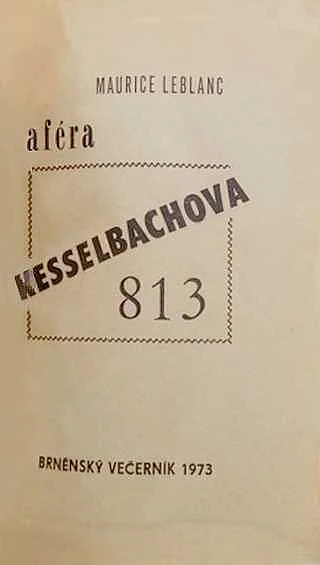 MAURICE LEBLANC
aféra
KESSELBACHOVA
813
BRNĚNSKÝ VEČERNÍK 1973